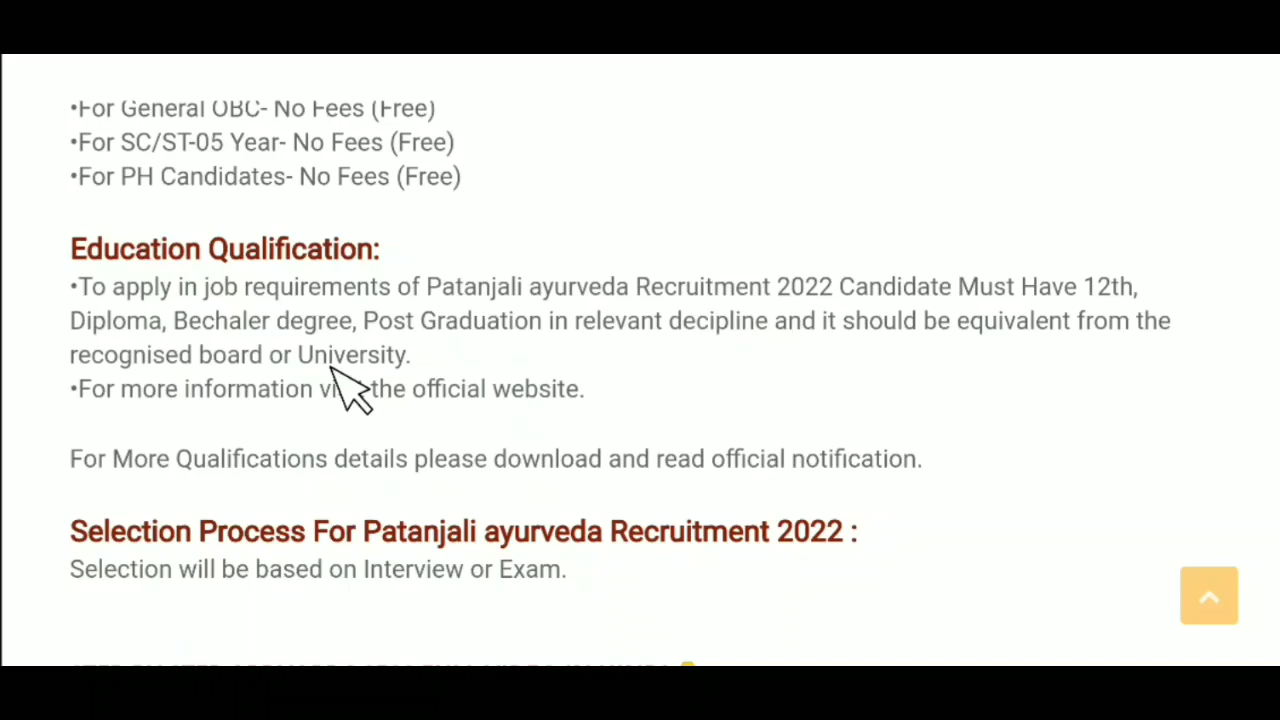 •For General OBC- No Fees (Free)
•For SC/ST-05 Year- No Fees (Free)
•For PH Candidates- No Fees (Free)
Education Qualification:
•To apply in job requirements of Patanjali ayurveda Recruitment 2022 Candidate Must Have 12th,
Diploma, Bechaler degree, Post Graduation in relevant decipline and it should be equivalent from the
recognised board or University.
•For more information the official website.
For More Qualifications details please download and read official notification.
Selection Process For Patanjali ayurveda Recruitment 2022 :
Selection will be based on Interview or Exam.